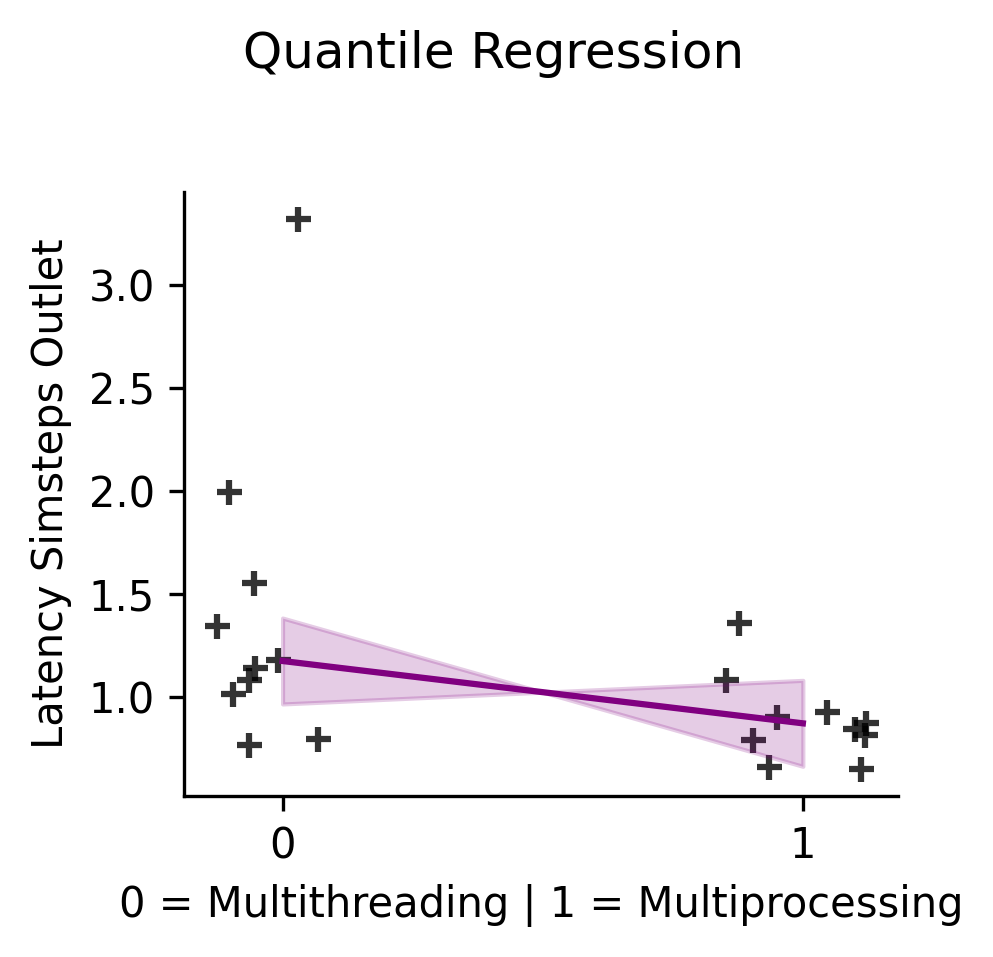 Quantile Regression
Latency Simsteps Outlet
3.0
2.5
2.0
1.5
1.0
0
1
0 = Multithreading | 1 = Multiprocessing